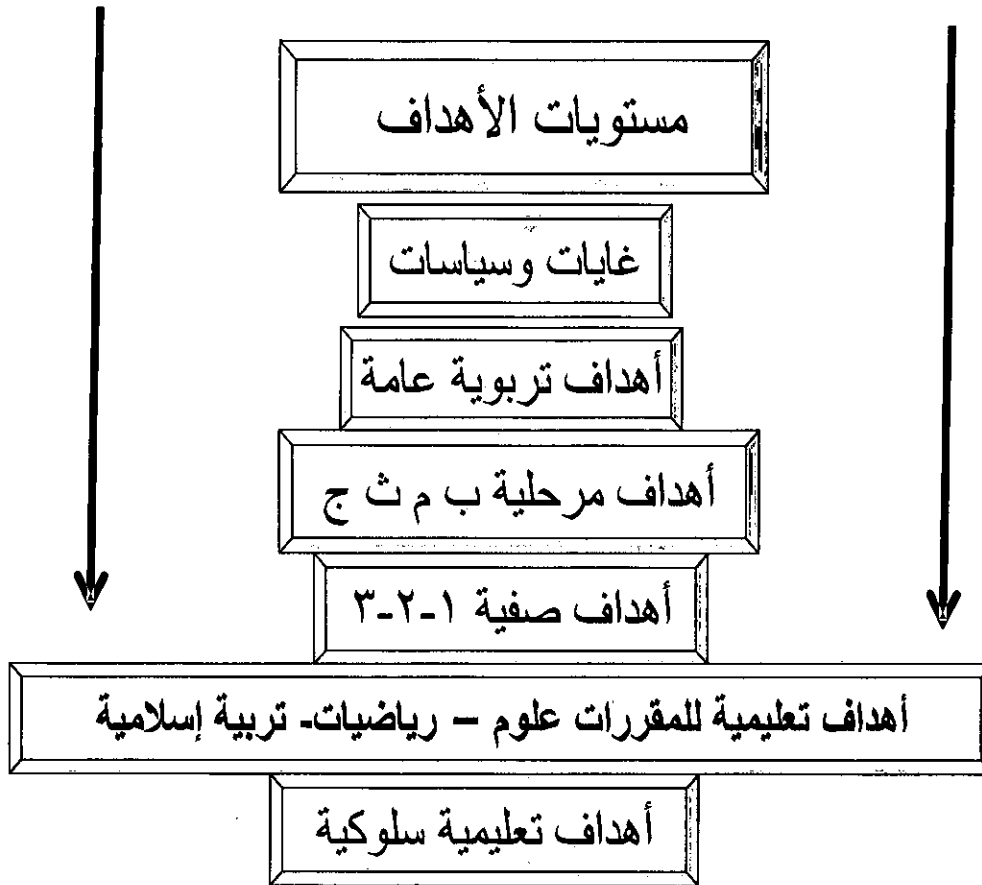 مستويات الأهداف
غايات وسياسات
أهداف تربوية عامة
أهداف مرحلية ب م ث ج
أهداف صفية ١-٢-٣
أهداف تعليمية للمقررات علوم – رياضيات- تربية إسلامية
أهداف تعليمية سلوكية